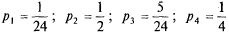 p₁ = 1/24 ; p₂ = 1/2 ; p₃ = 5/24 ; p₄ = 1/4